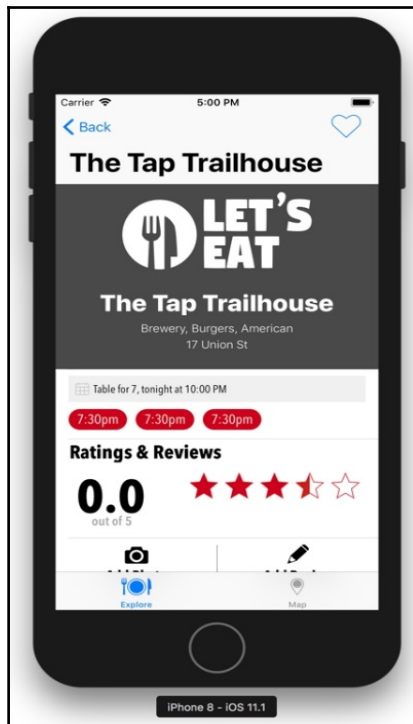 Carrier 5:00 PM
Back
The Tap Trailhouse
LET'S
EAT
The Tap Trailhouse
Brewery, Burgers, American
17 Union St
Table for 7, tonight at 10:00 PM
7:30pm 7:30pm 7:30pm
Ratings & Reviews
0.0
out of 5
Explore Map
iPhone 8 - iOS 11.1